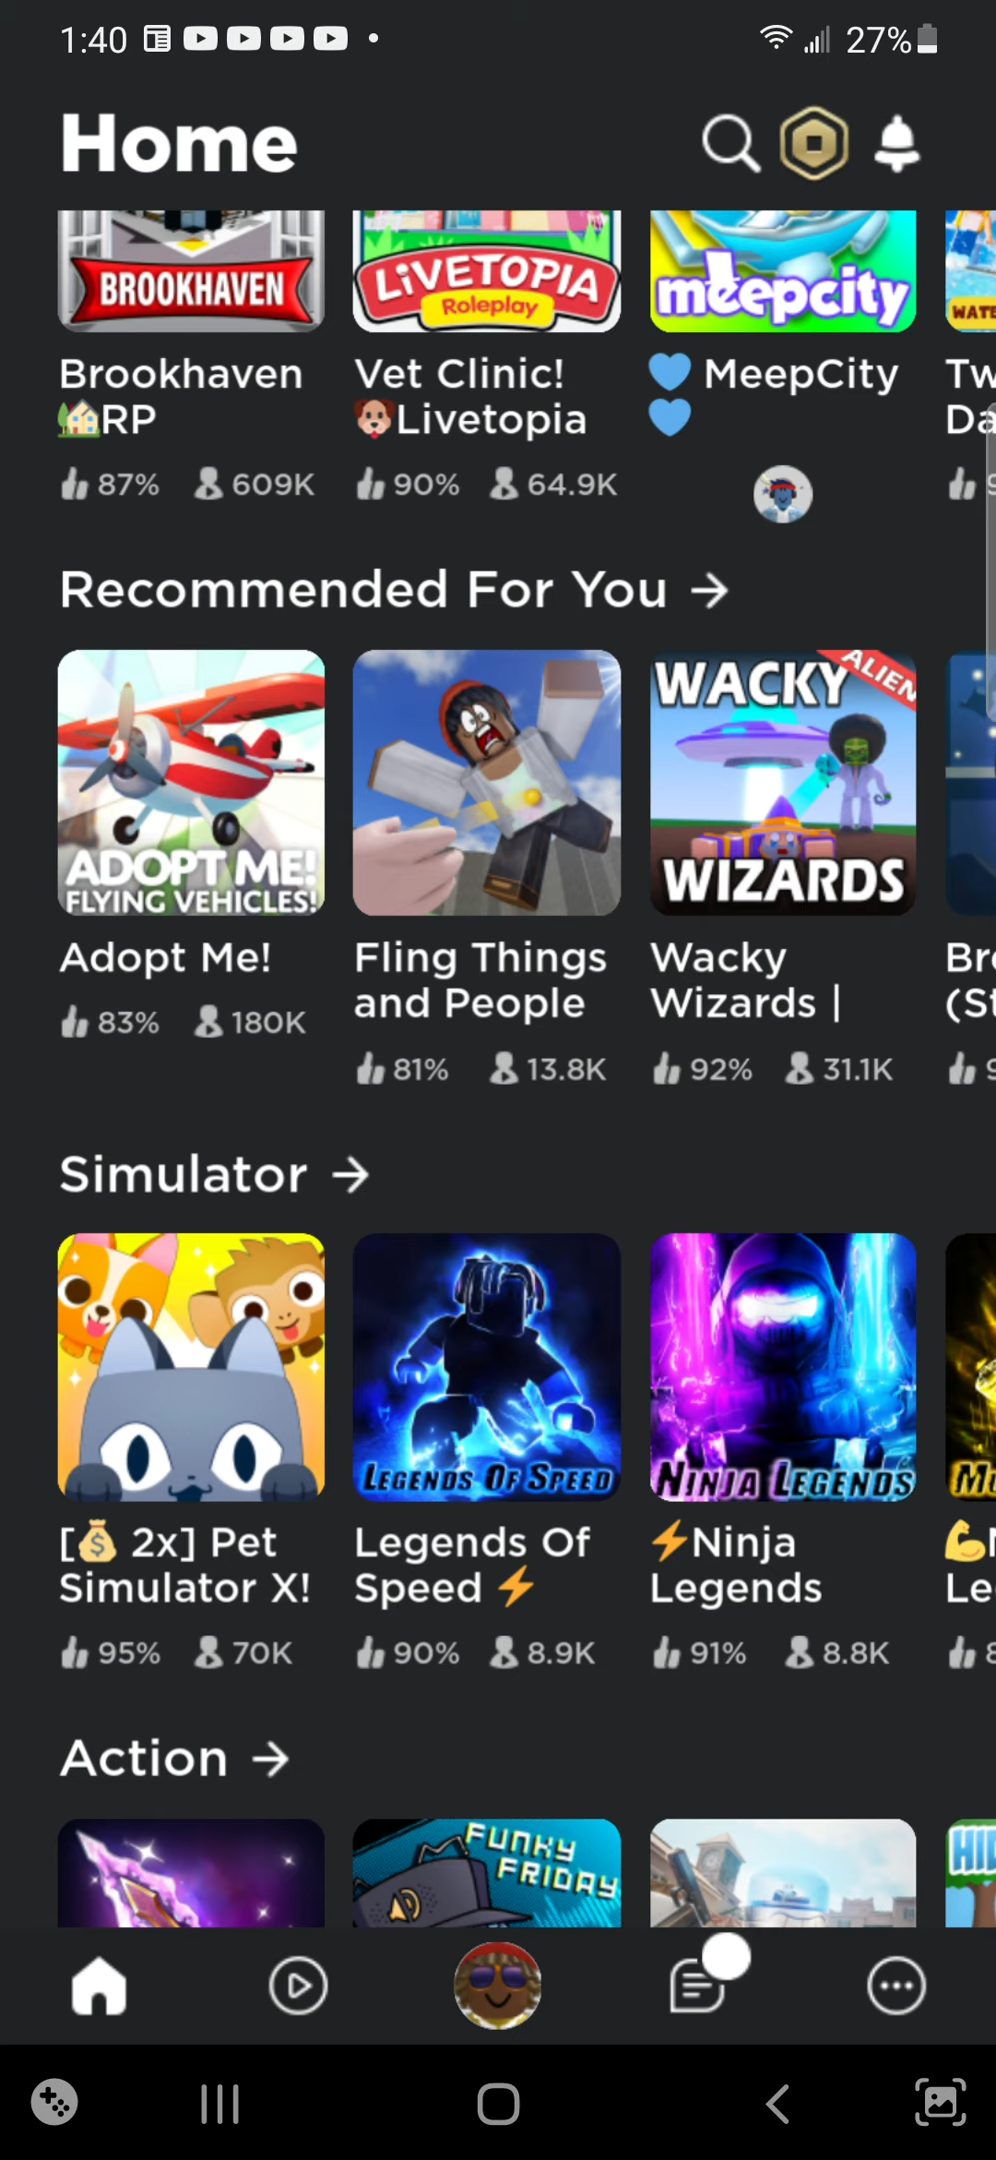 1:40
27%
Home
BROOKHAVEN
LIVETOPIA
Roleplay
meepcity
Brookhaven
🏡RP
87% 609K
Vet Clinic!
🐶Livetopia
90% 64.9K
💙 MeepCity
💙
Recommended For You →
ADOPT ME!
FLYING VEHICLES!
WACKY
ALIEN
WIZARDS
Adopt Me!
83% 180K
Fling Things
and People
81% 13.8K
Wacky
Wizards |
92% 31.1K
Simulator →
LEGENDS OF SPEED
NINJA LEGENDS
[💰 2x] Pet
Simulator X!
95% 70K
Legends Of
Speed ⚡
90% 8.9K
⚡Ninja
Legends
91% 8.8K
Action →
FUNKY
FRIDAY